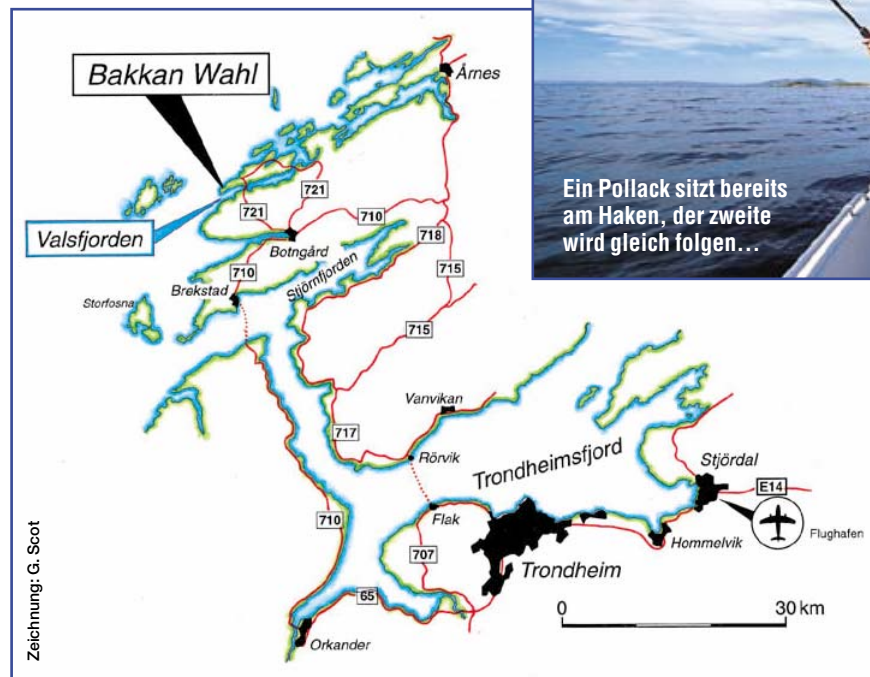 Bakkan Wahl
Årnes
Valsfjorden
721
721
710
718
Botngård
Stjörnfjorden
710
715
Brekstad
Storfosna
715
Ein Pollack sitzt bereits
am Haken, der zweite
wird gleich folgen...
Vanvikan
717
Rörvik
Trondheimsfjord
Stjördal
E14
Flughafen
710
Flak
707
Hommelvik
Trondheim
65
0
30 km
Orkander
Zeichnung: G. Scot